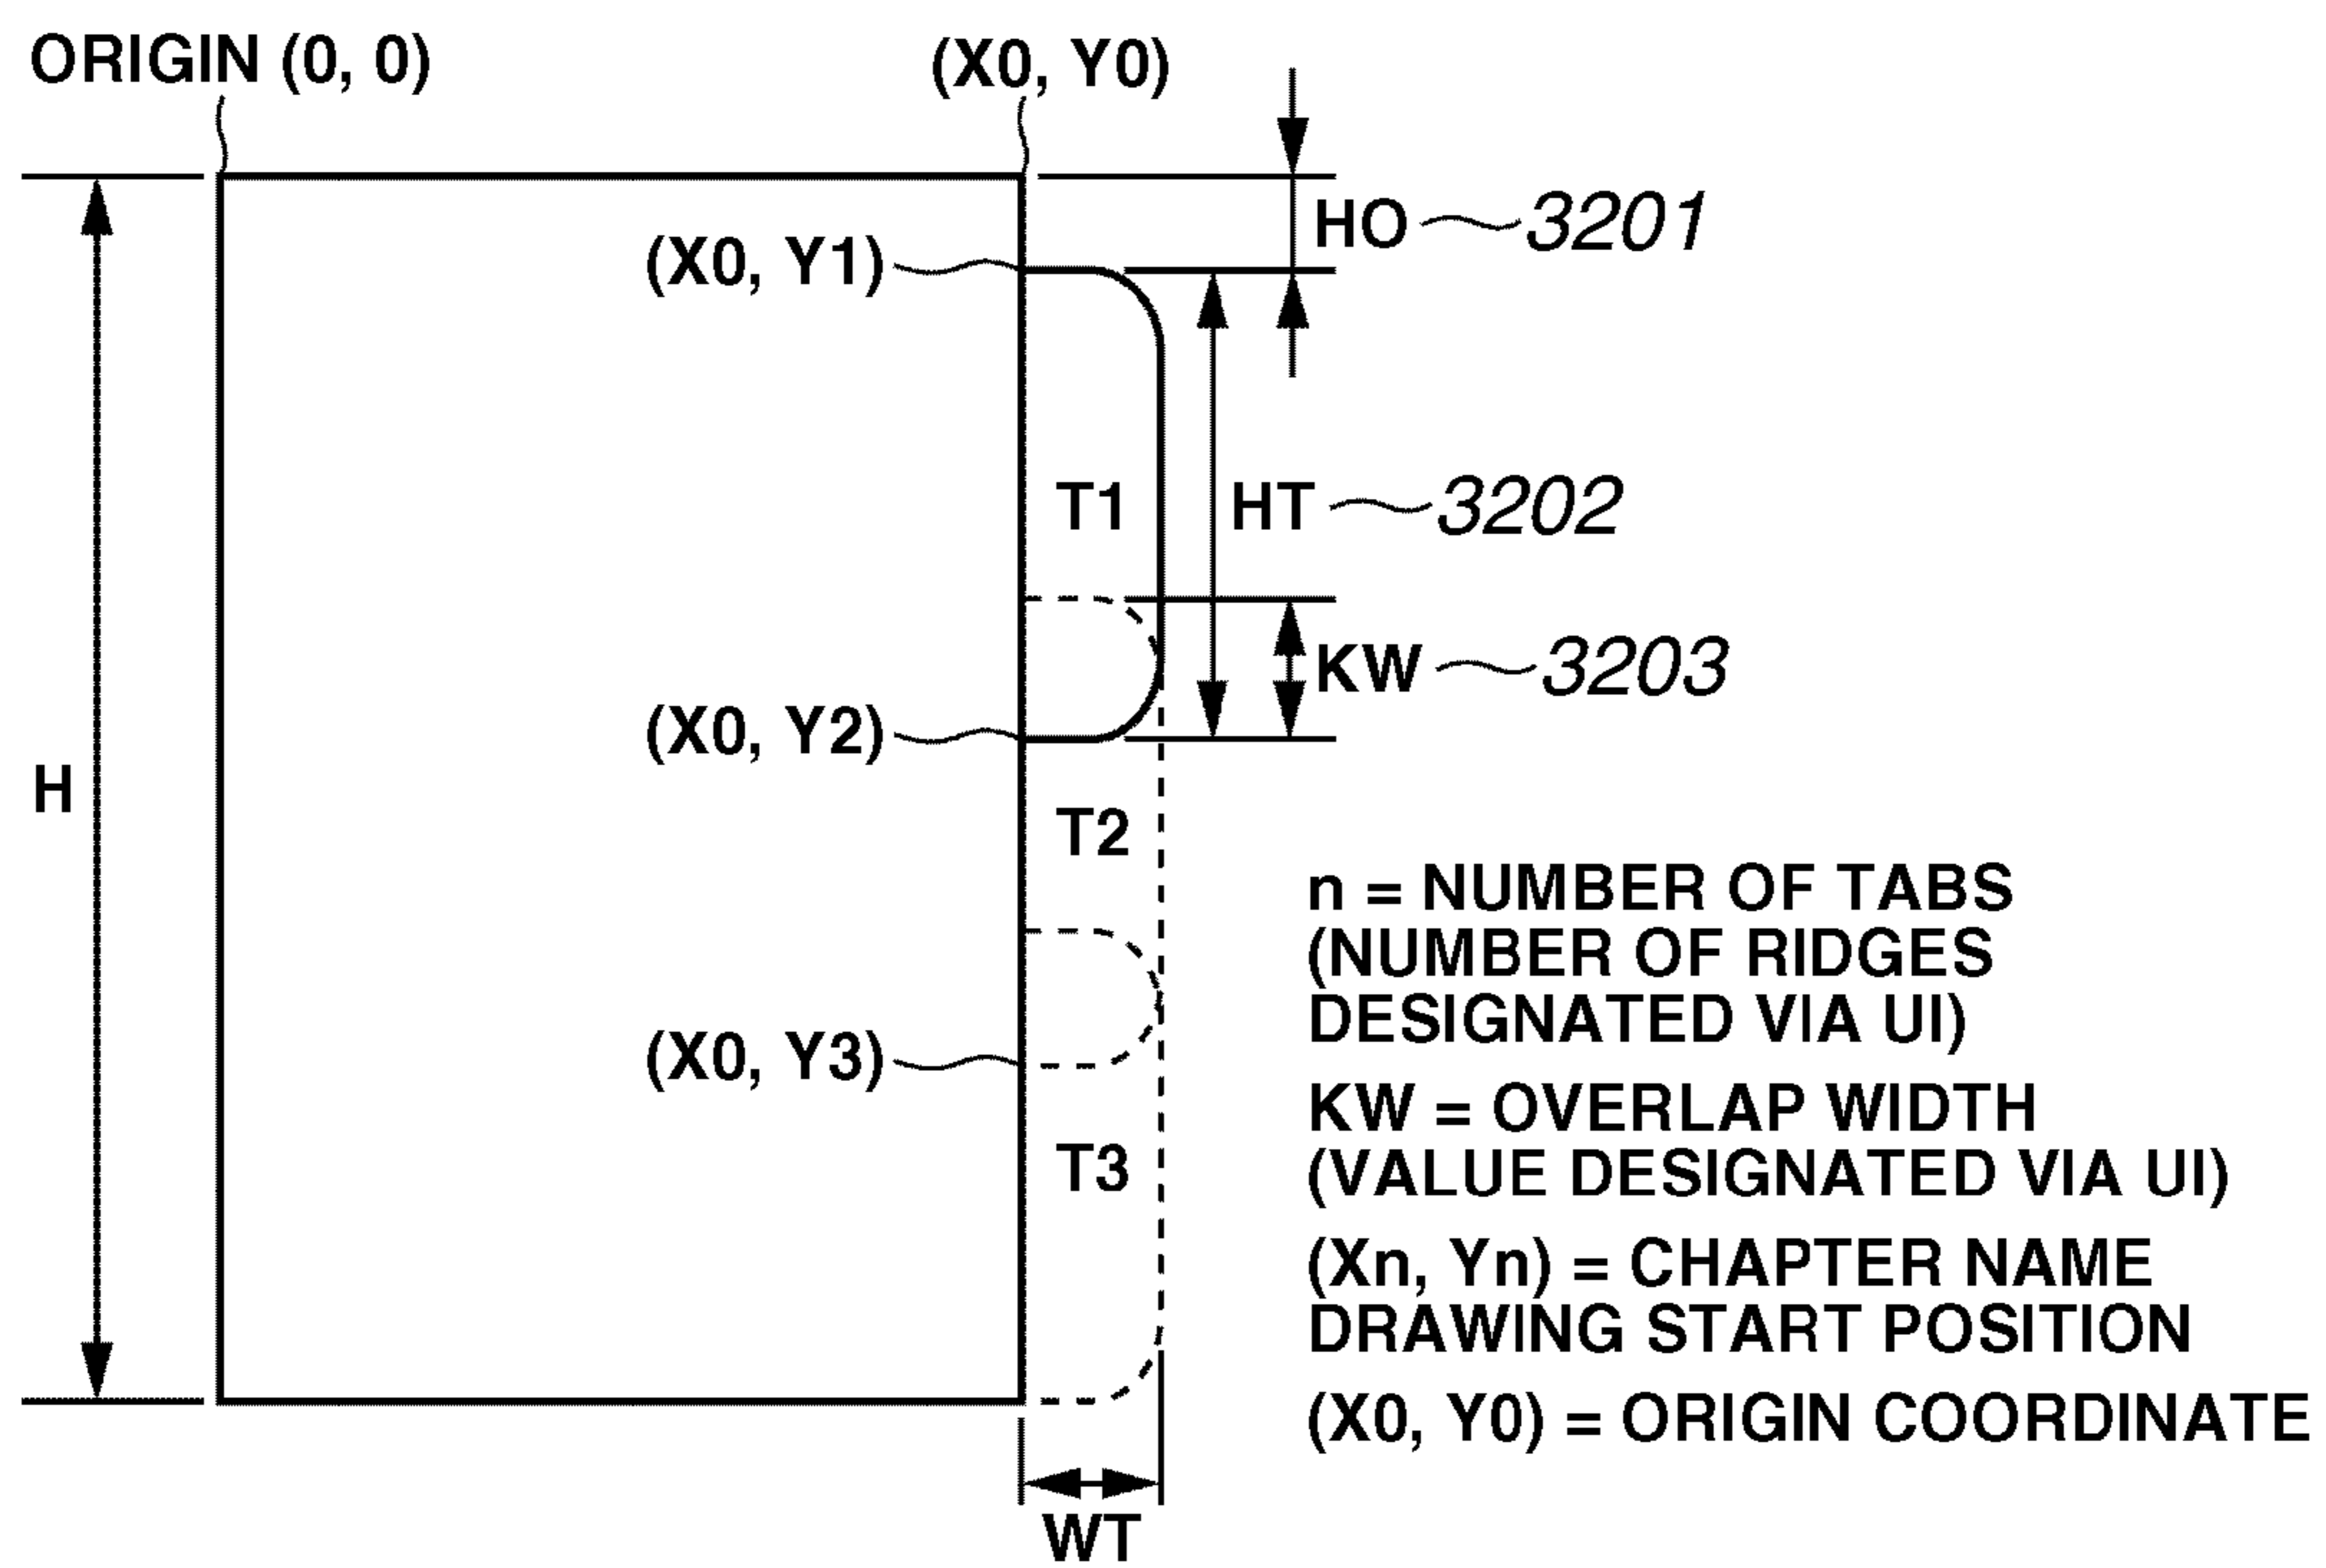 ORIGIN (0, 0)
(X0, Y0)
HO 3201
(X0, Y1)
T1
HT 3202
KW 3203
(X0, Y2)
H
T2
(X0, Y3)
T3
WT
n = NUMBER OF TABS
(NUMBER OF RIDGES
DESIGNATED VIA UI)
KW = OVERLAP WIDTH
(VALUE DESIGNATED VIA UI)
(Xn, Yn) = CHAPTER NAME
DRAWING START POSITION
(X0, Y0) = ORIGIN COORDINATE